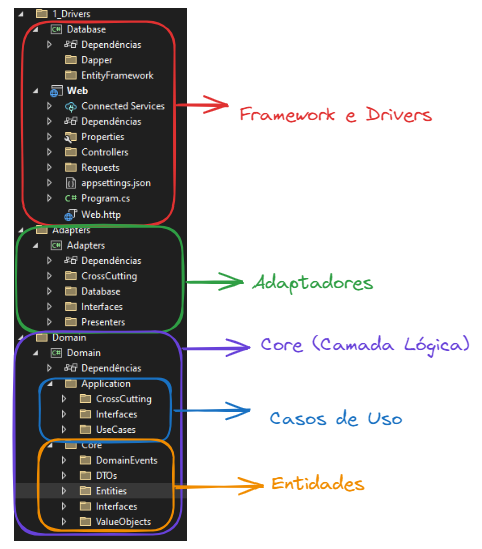 1_Drivers
C# Database
Dependências
Dapper
EntityFramework
Web
Connected Services
Dependências
Properties
Controllers
Requests
appsettings.json
C# Program.cs
Web.http
Framework e Drivers
Adapters
C# Adapters
Dependências
CrossCutting
Database
Interfaces
Presenters
Adaptadores
Domain
C# Domain
Dependências
Core (Camada Lógica)
Application
CrossCutting
Interfaces
UseCases
Casos de Uso
Core
DomainEvents
DTOs
Entities
Interfaces
ValueObjects
Entidades